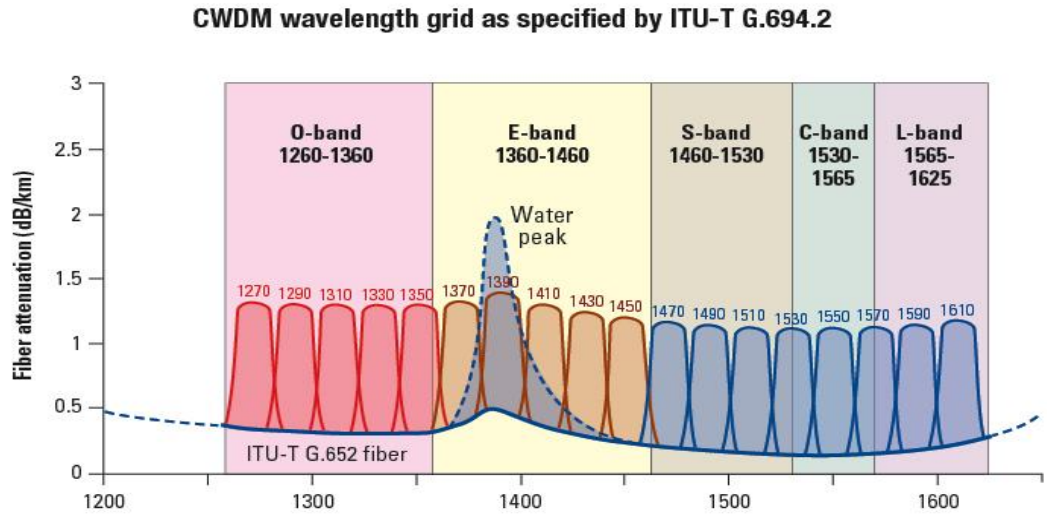 CWDM wavelength grid as specified by ITU-T G.694.2
Fiber attenuation (dB/km)
3
2.5
2
1.5
1
0.5
0
O-band
1260-1360
E-band
1360-1460
S-band
1460-1530
C-band
1530-
1565
L-band
1565-
1625
Water
peak
1270 1290 1310 1330 1350 1370 1390 1410 1430 1450 1470 1490 1510 1530 1550 1570 1590 1610
ITU-T G.652 fiber
1200 1300 1400 1500 1600